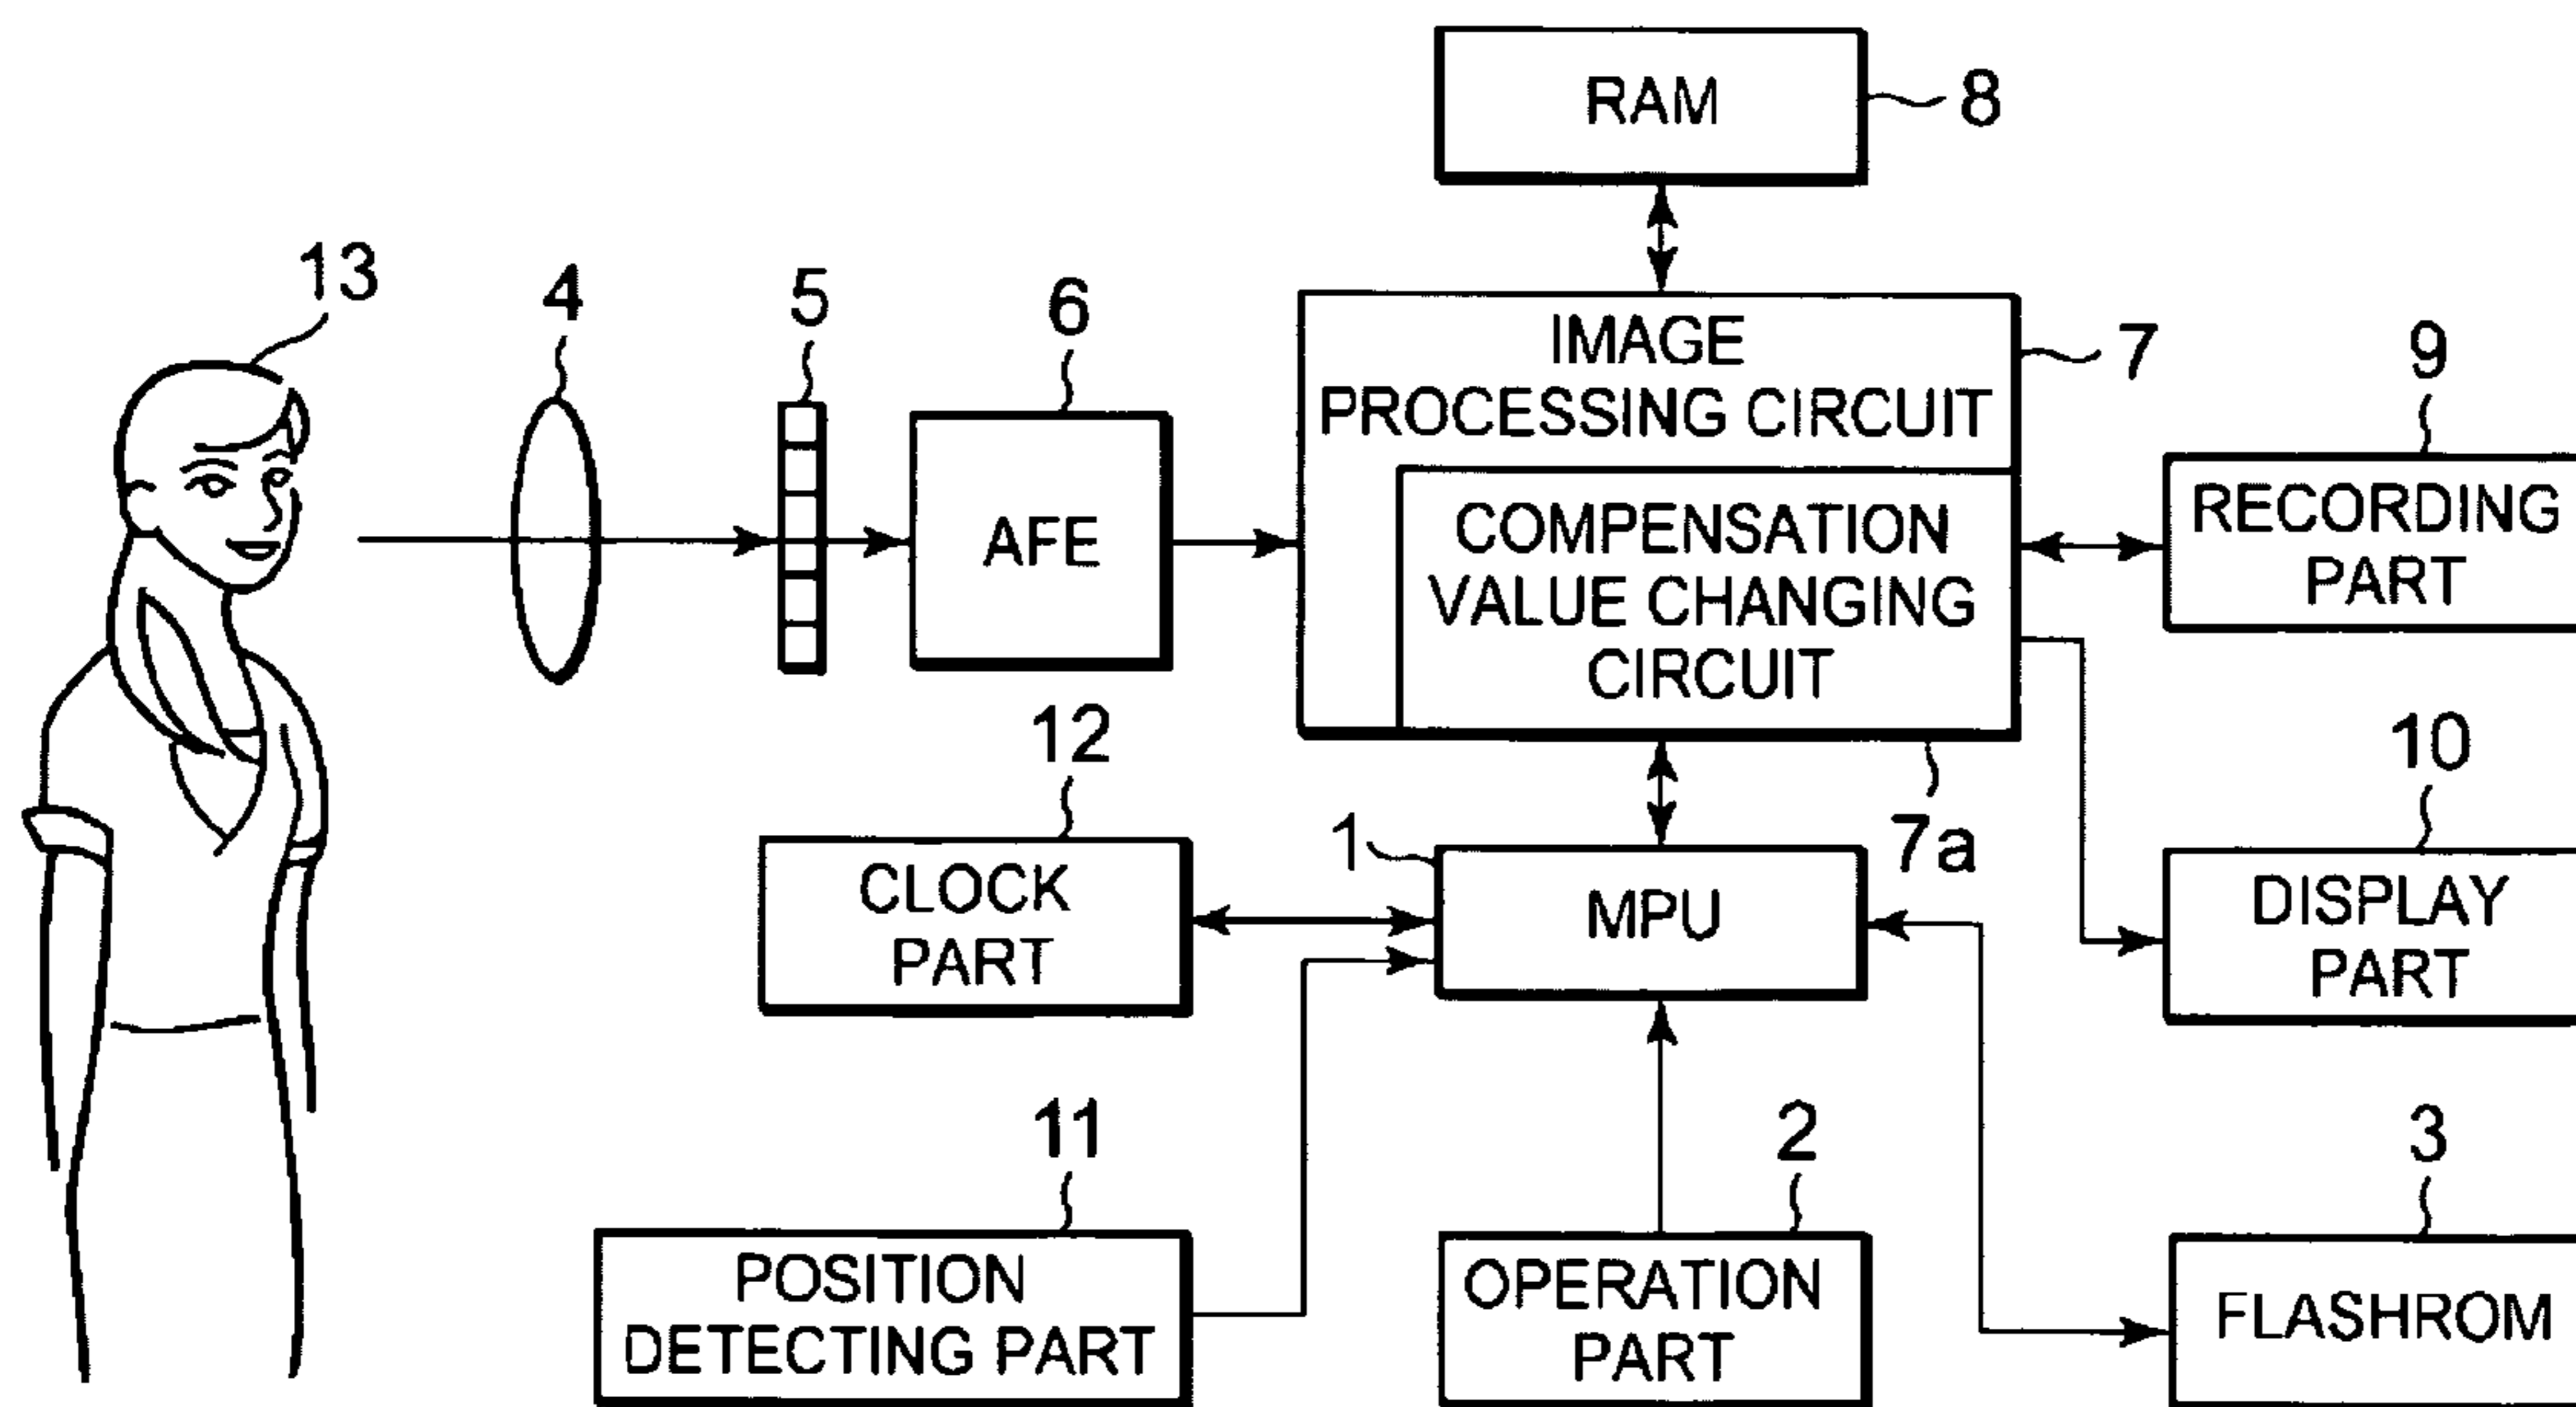 RAM
8
13
4
5
6
IMAGE
PROCESSING CIRCUIT
7
9
AFE
COMPENSATION
VALUE CHANGING
CIRCUIT
RECORDING
PART
12
10
1
7a
CLOCK
PART
MPU
DISPLAY
PART
11
2
3
POSITION
DETECTING PART
OPERATION
PART
FLASHROM